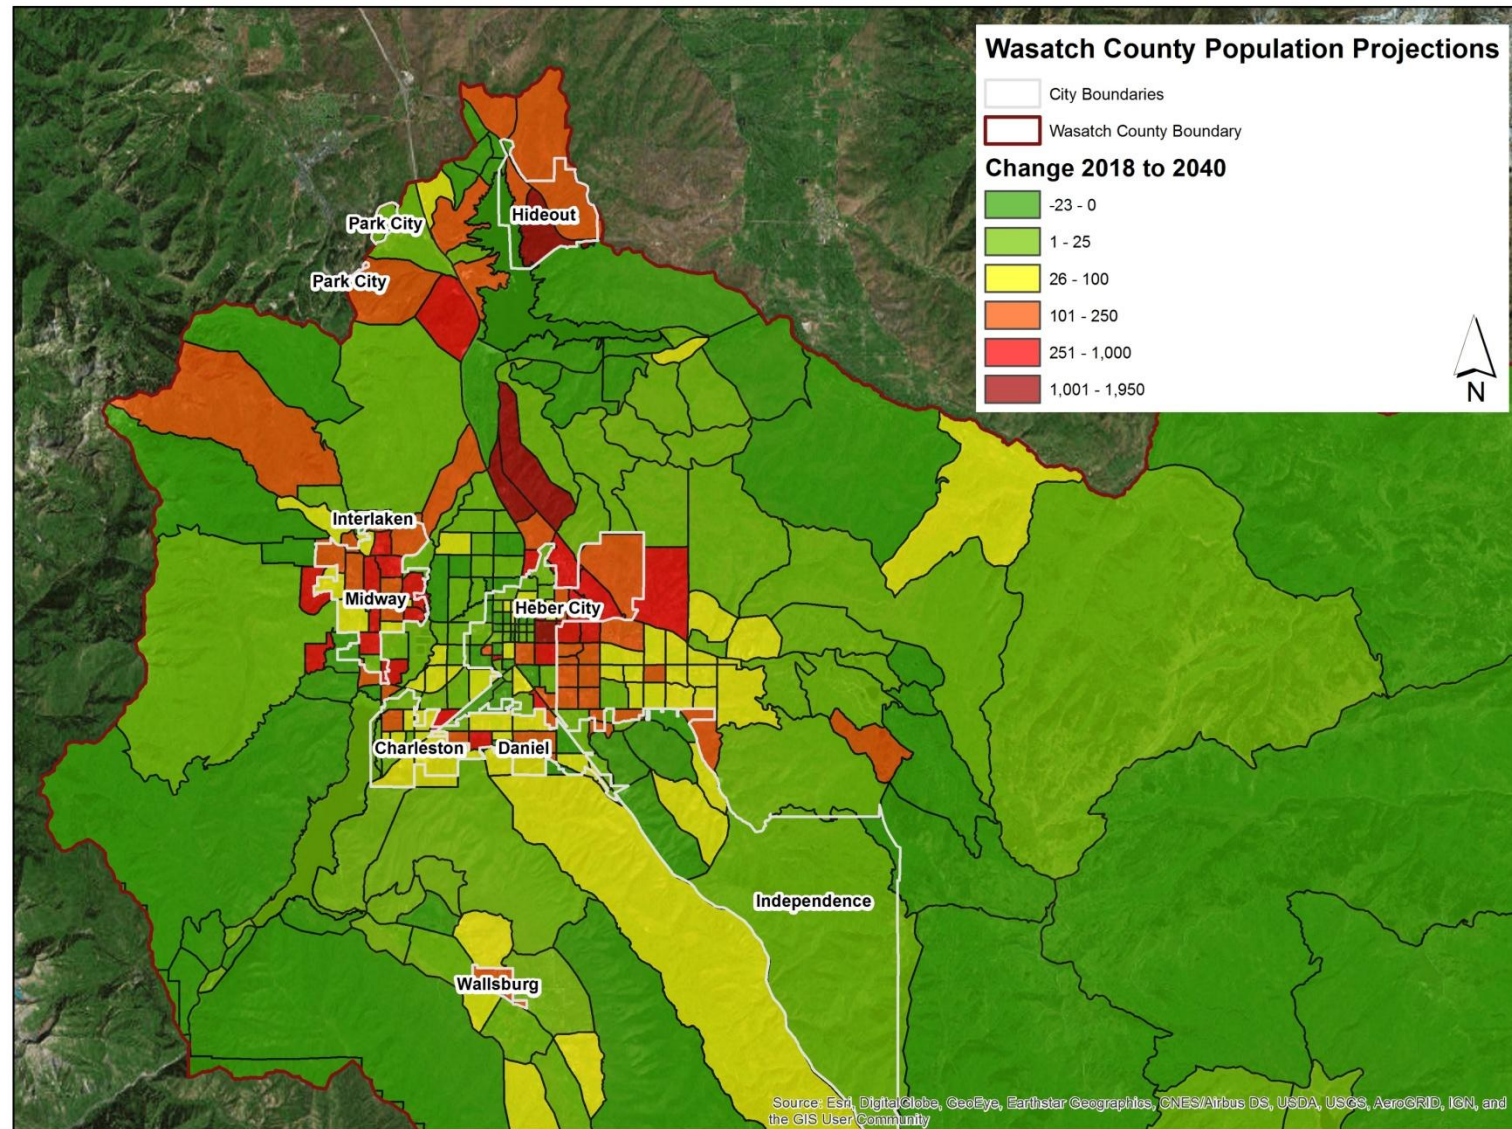 Wasatch County Population Projections
City Boundaries
Wasatch County Boundary
Change 2018 to 2040
-23 - 0
1 - 25
26 - 100
101 - 250
251 - 1,000
1,001 - 1,950
N
Park City
Hideout
Park City
Interlaken
Midway
Heber City
Charleston
Daniel
Independence
Wallsburg
Source: Esri, DigitalGlobe, GeoEye, Earthstar Geographics, CNES/Airbus DS, USDA, USGS, AeroGRID, IGN, and
the GIS User Community